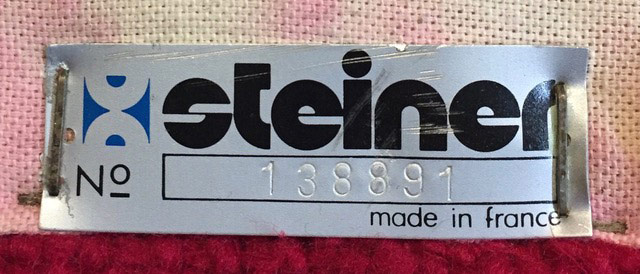 steiner
Nº 138891
made in france